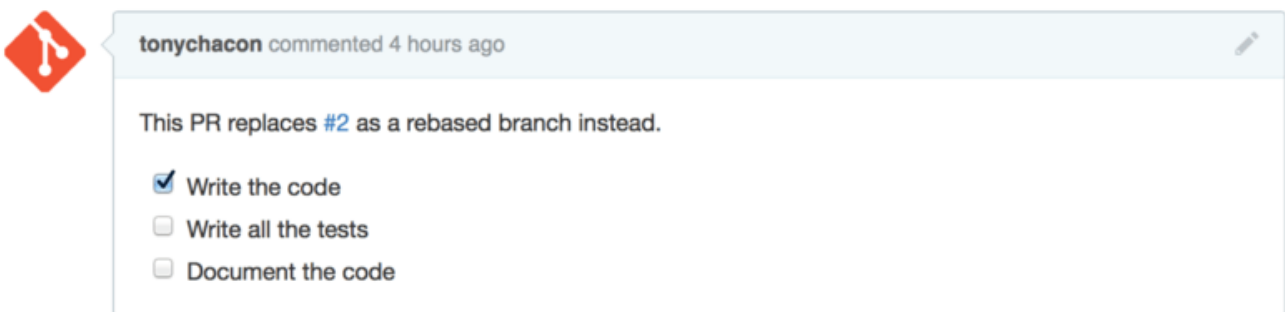 tonychacon commented 4 hours ago
This PR replaces #2 as a rebased branch instead.
Write the code
Write all the tests
Document the code